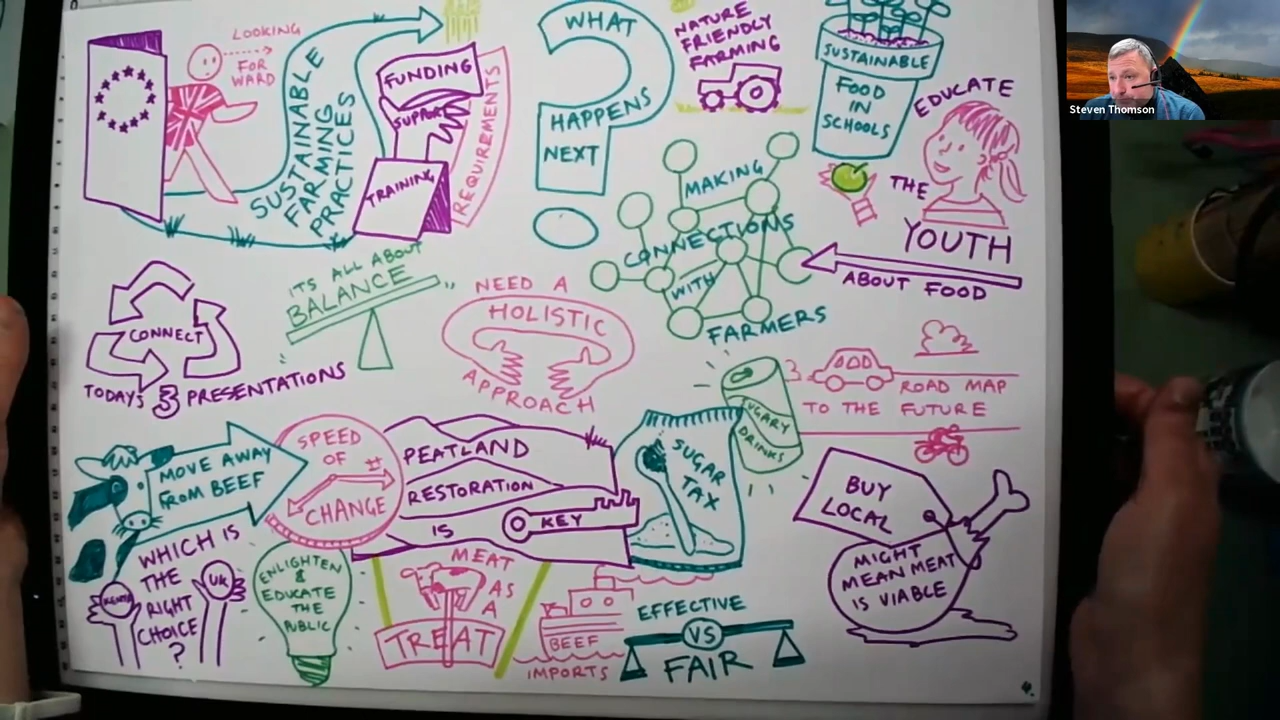 LOOKING
FOR
WARD
SUSTAINABLE
FARMING
PRACTICES
FUNDING
SUPPORT
TRAINING
REQUIREMENTS
WHAT
HAPPENS
NEXT
NATURE
FRIENDLY
FARMING
SUSTAINABLE
FOOD
IN
SCHOOLS
EDUCATE
THE
YOUTH
ABOUT FOOD
Steven Thomson
MAKING
CONNECTIONS
WITH
FARMERS
CONNECT
TODAYS 3 PRESENTATIONS
ITS ALL ABOUT
BALANCE
NEED A
HOLISTIC
APPROACH
SUGARY
DRINKS
SUGAR
TAX
ROAD MAP
TO THE FUTURE
MOVE AWAY
FROM BEEF
SPEED
OF
CHANGE
PEATLAND
RESTORATION
IS
KEY
BUY
LOCAL
MIGHT
MEAN MEAT
IS VIABLE
WHICH IS
THE
RIGHT
CHOICE
?
KENYA
UK
ENLIGHTEN
&
EDUCATE
THE
PUBLIC
MEAT
AS
A
TREAT
BEEF
IMPORTS
EFFECTIVE
VS
FAIR